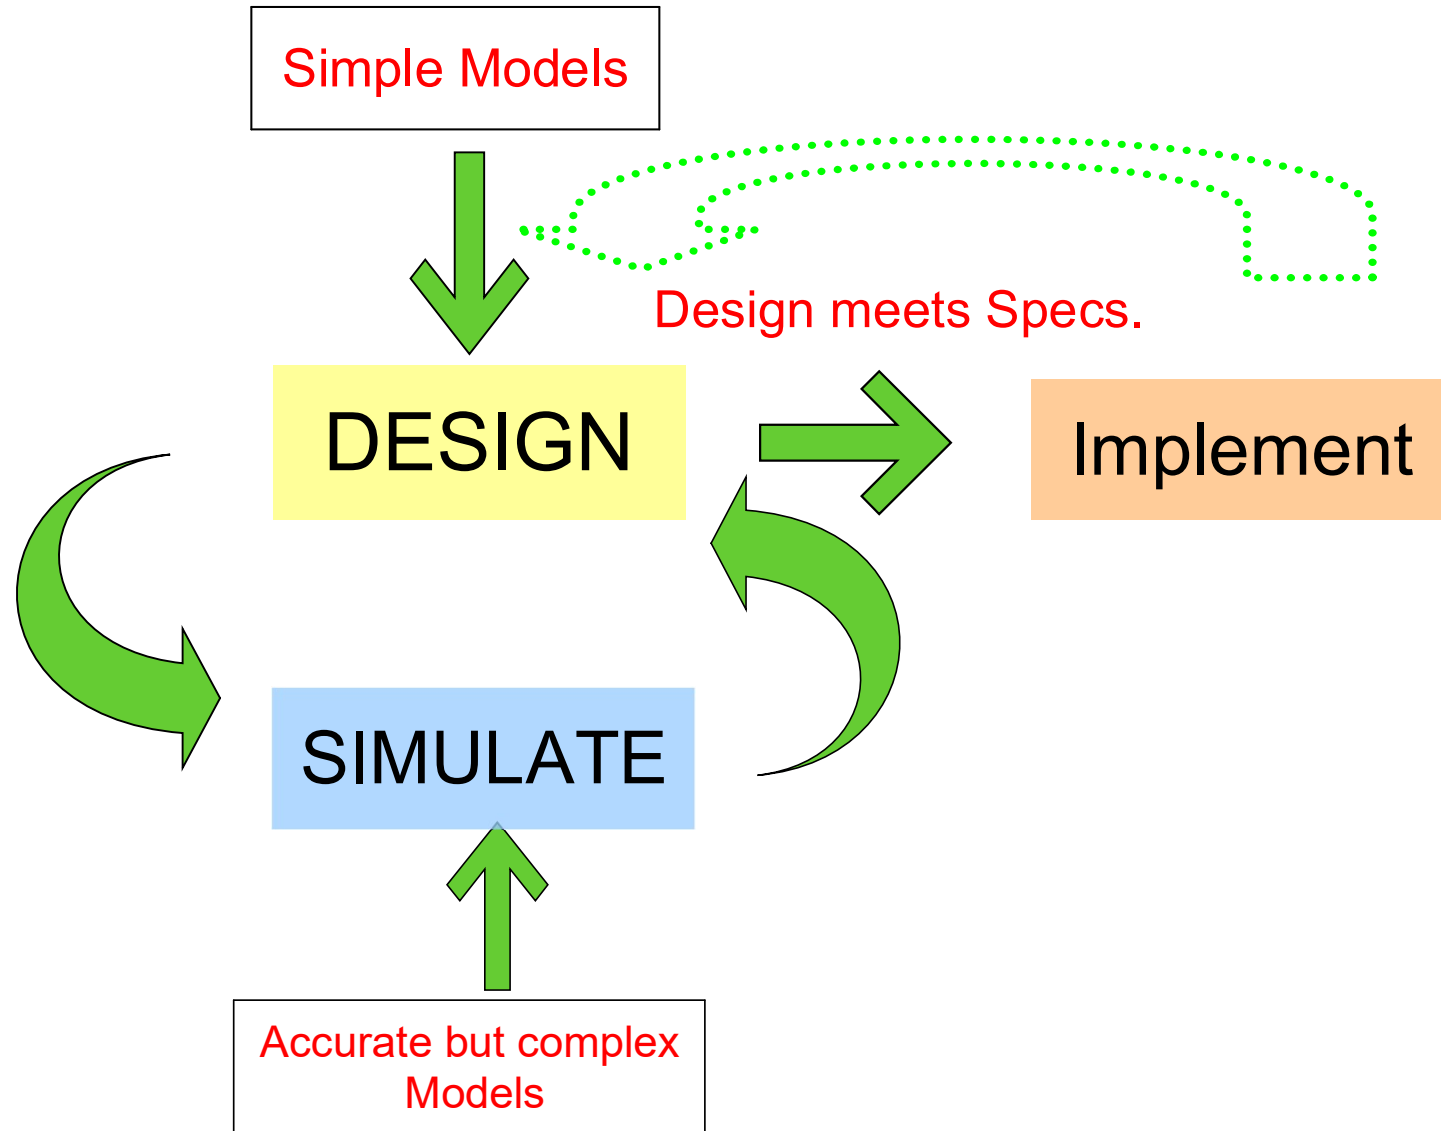 Simple Models
Design meets Specs.
DESIGN
Implement
SIMULATE
Accurate but complex
Models